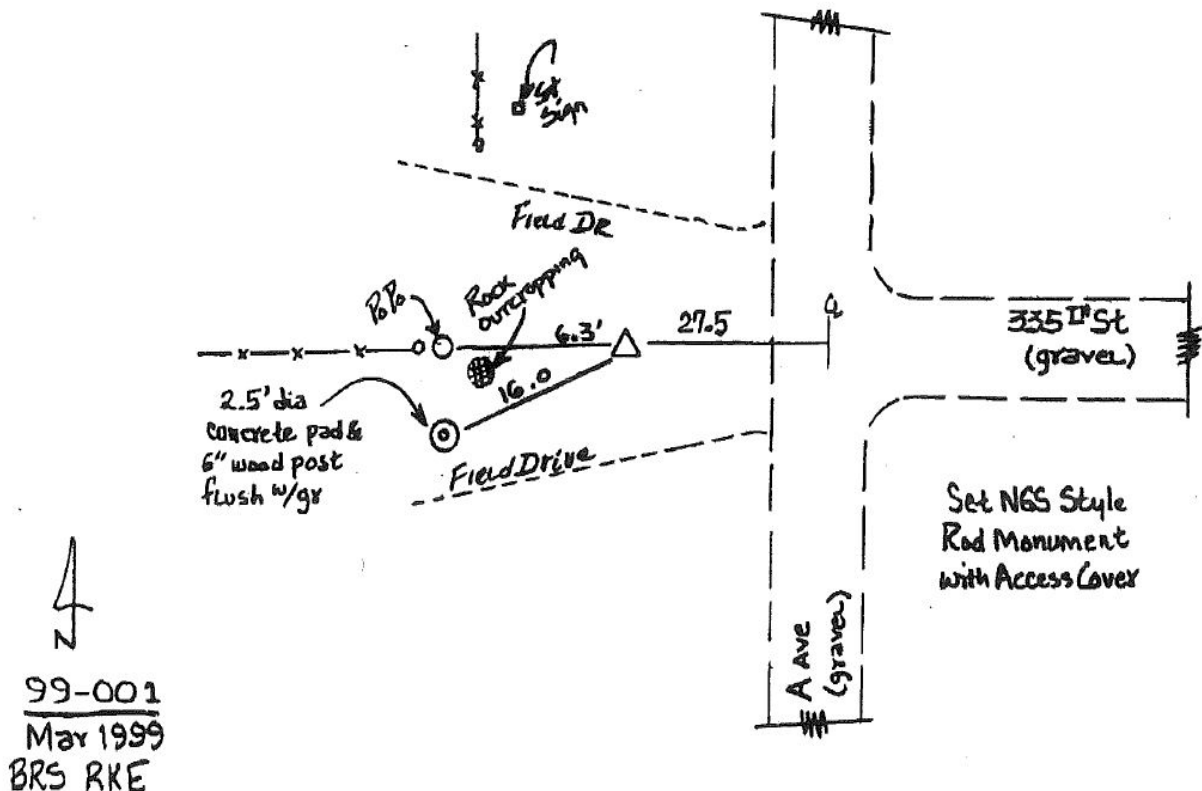 St
Sign
Field DR
Rock
outcropping
PoPo
6.3'
27.5
℄
335TH St
(gravel)
2.5' dia
concrete pad &
6" wood post
flush w/gr
16.0
Field Drive
Set NGS Style
Rod Monument
with Access Cover
A AVE
(gravel)
N
99-001
Mar 1999
BRS RKE